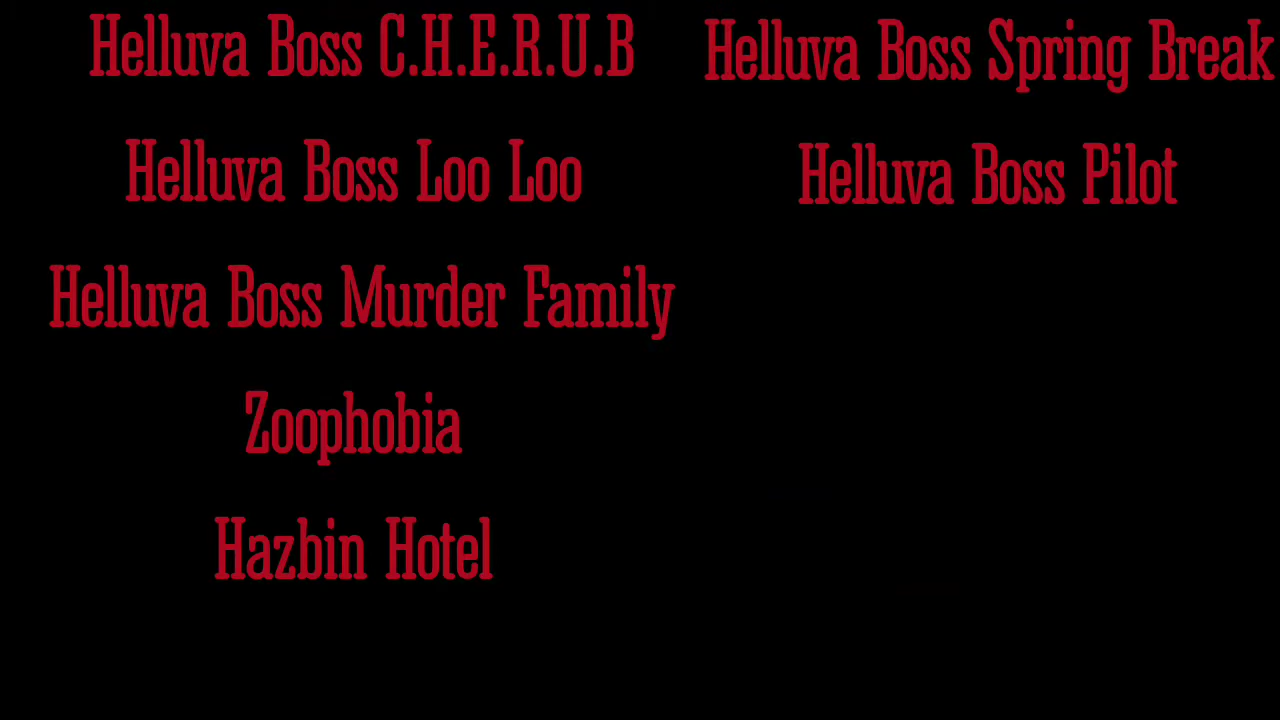 Helluva Boss C.H.E.R.U.B
Helluva Boss Loo Loo
Helluva Boss Murder Family
Zoophobia
Hazbin Hotel
Helluva Boss Spring Break
Helluva Boss Pilot